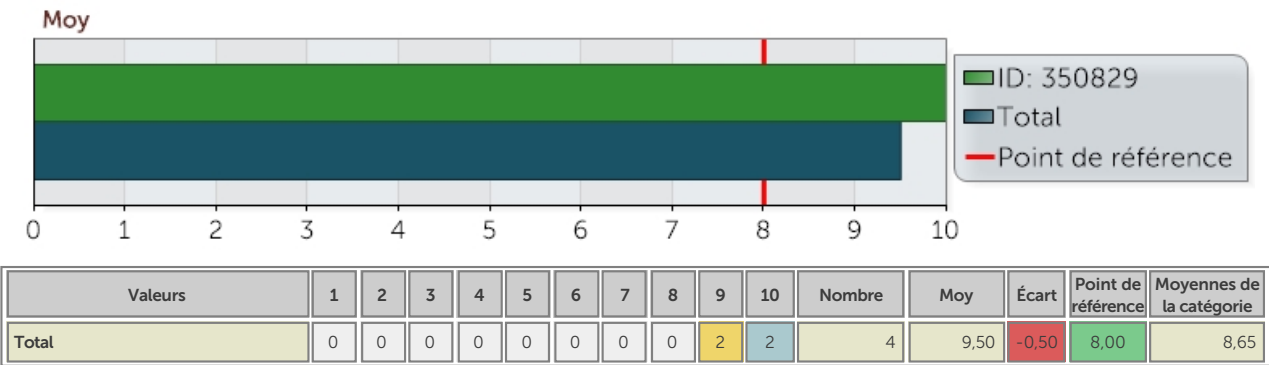 Moy
ID: 350829
Total
Point de référence
0 1 2 3 4 5 6 7 8 9 10
Valeurs 1 2 3 4 5 6 7 8 9 10 Nombre Moy Écart Point de référence Moyennes de la catégorie
Total 0 0 0 0 0 0 0 0 2 2 4 9,50 -0,50 8,00 8,65